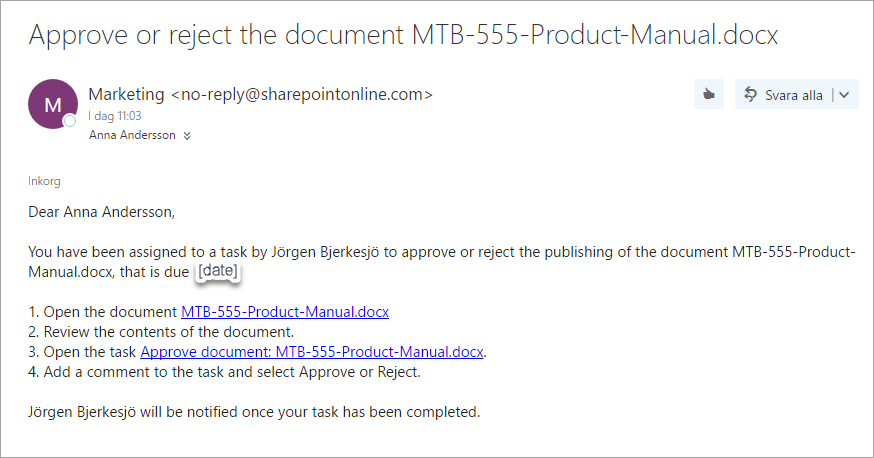 Approve or reject the document MTB-555-Product-Manual.docx
M
Marketing <no-reply@sharepointonline.com>
I dag 11:03
Anna Andersson
Svara alla
Inkorg
Dear Anna Andersson,
You have been assigned to a task by Jörgen Bjerkesjö to approve or reject the publishing of the document MTB-555-Product-
Manual.docx, that is due [date]
1. Open the document MTB-555-Product-Manual.docx
2. Review the contents of the document.
3. Open the task Approve document: MTB-555-Product-Manual.docx.
4. Add a comment to the task and select Approve or Reject.
Jörgen Bjerkesjö will be notified once your task has been completed.